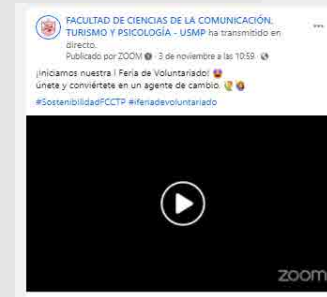 FACULTAD DE CIENCIAS DE LA COMUNICACIÓN,
TURISMO Y PSICOLOGÍA - USMP ha transmitido en
directo.
Publicado por ZOOM · 3 de noviembre a las 10:59 ·
¡Iniciamos nuestra I Feria de Voluntariado!
únete y conviértete en un agente de cambio.
#SostenibilidadFCCTP #iferiadevoluntariado
zoom